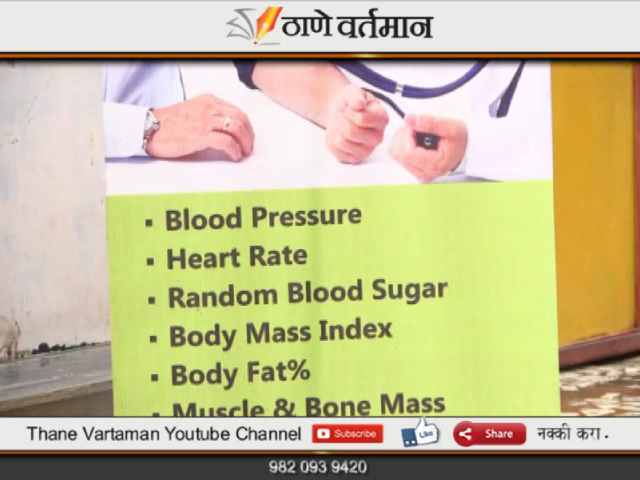 ठाणे वर्तमान
▪ Blood Pressure
▪ Heart Rate
▪ Random Blood Sugar
▪ Body Mass Index
▪ Body Fat%
▪ Muscle & Bone Mass
Thane Vartaman Youtube Channel Subscribe Like Share नक्की करा.
982 093 9420